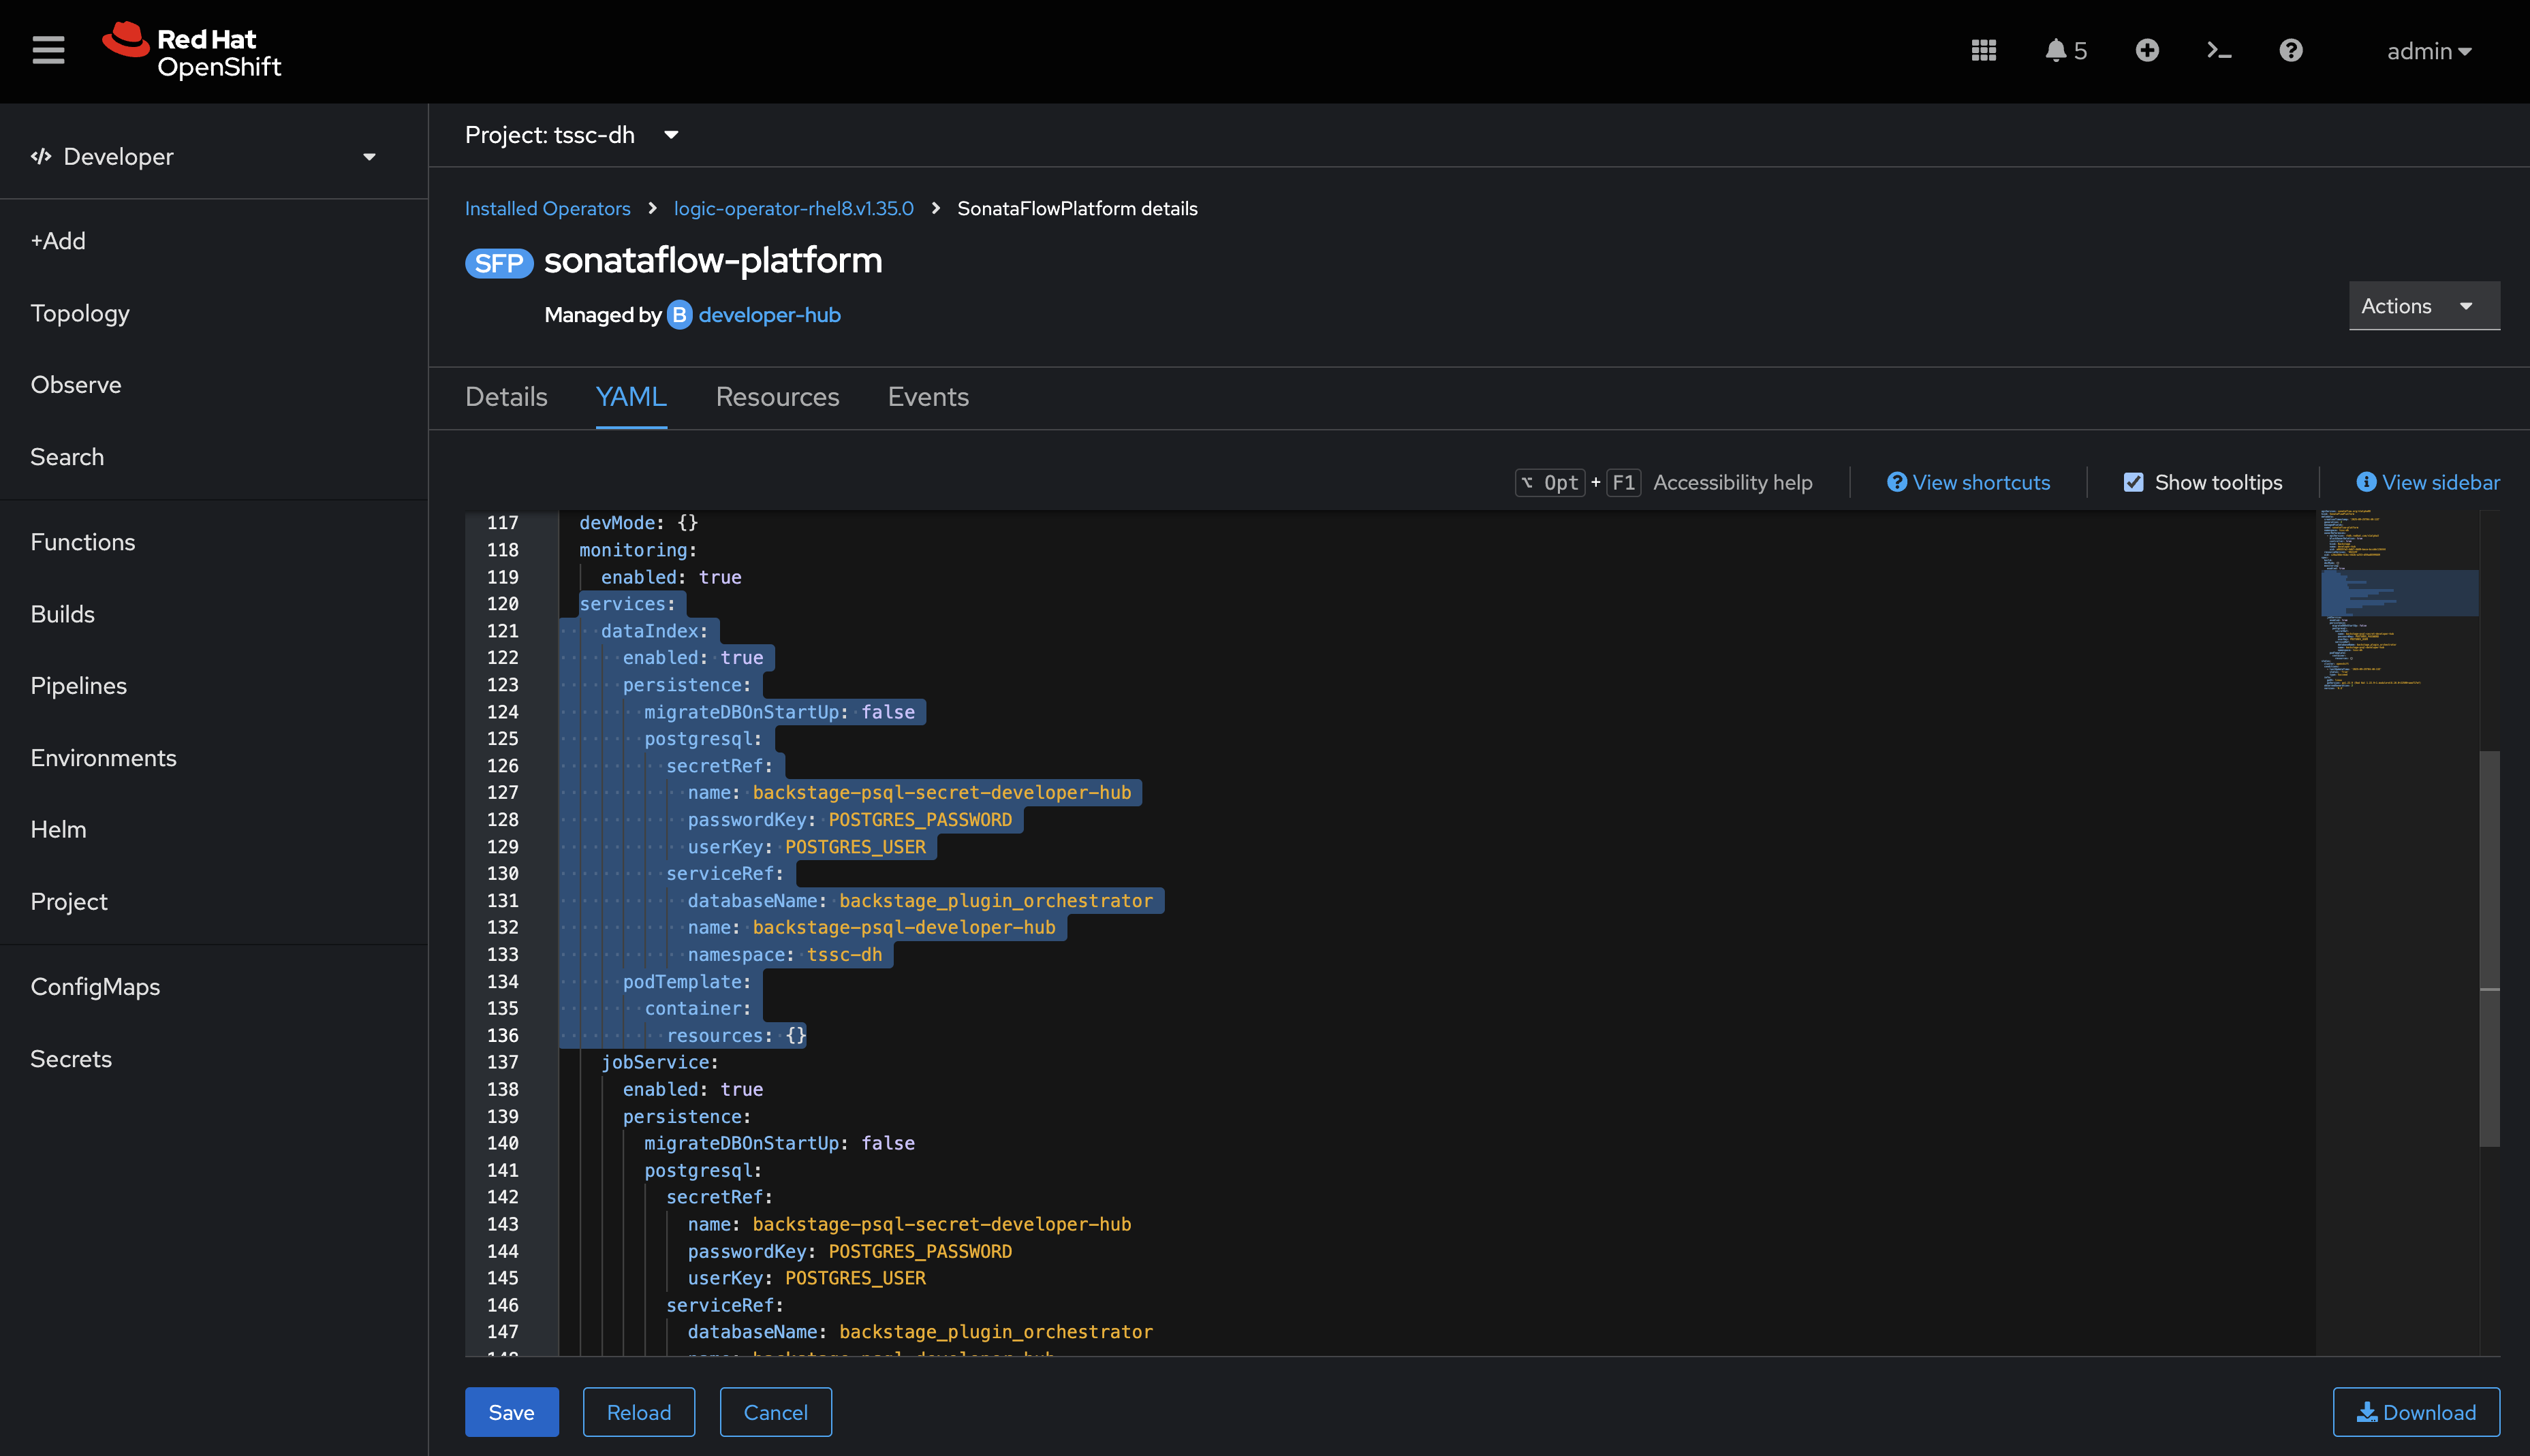 Red Hat
OpenShift
5
admin
Developer
+Add
Topology
Observe
Search
Functions
Builds
Pipelines
Environments
Helm
Project
ConfigMaps
Secrets
Project: tssc-dh
Installed Operators > logic-operator-rhel8.v1.35.0 > SonataFlowPlatform details
SFP sonataflow-platform
Managed by B developer-hub
Actions
Details YAML Resources Events
⌥ Opt + F1 Accessibility help View shortcuts Show tooltips View sidebar
117 devMode: {}
118 monitoring:
119 enabled: true
120 services:
121 dataIndex:
122 enabled: true
123 persistence:
124 migrateDBOnStartUp: false
125 postgresql:
126 secretRef:
127 name: backstage-psql-secret-developer-hub
128 passwordKey: POSTGRES_PASSWORD
129 userKey: POSTGRES_USER
130 serviceRef:
131 databaseName: backstage_plugin_orchestrator
132 name: backstage-psql-developer-hub
133 namespace: tssc-dh
134 podTemplate:
135 container:
136 resources: {}
137 jobService:
138 enabled: true
139 persistence:
140 migrateDBOnStartUp: false
141 postgresql:
142 secretRef:
143 name: backstage-psql-secret-developer-hub
144 passwordKey: POSTGRES_PASSWORD
145 userKey: POSTGRES_USER
146 serviceRef:
147 databaseName: backstage_plugin_orchestrator
Save Reload Cancel Download